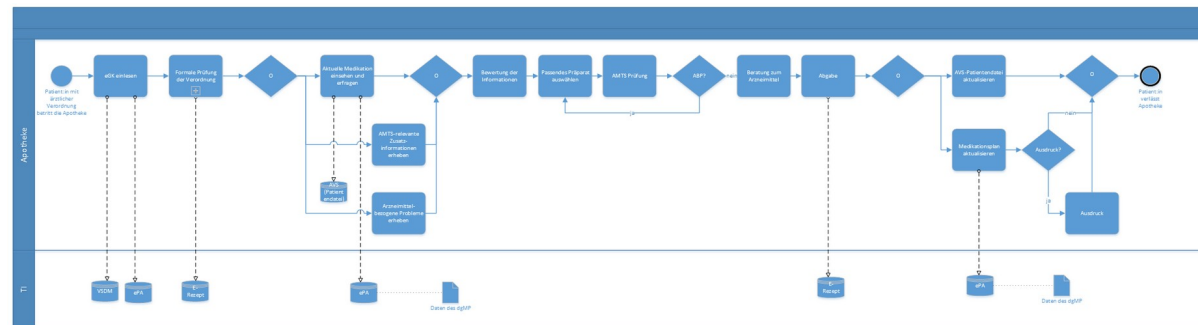 Apotheke
TI
Patient:in mit
ärztlicher
Verordnung
betritt die Apotheke
eGK einlesen
Formale Prüfung
der Verordnung
O
Aktuelle Medikation
einsehen und
erfragen
AMTS-relevante
Zusatz-
informationen
erheben
Arzneimittel-
bezogene Probleme
erheben
AVS
(Patient
endatei)
O
Bewertung der
Informationen
Passendes Präparat
auswählen
AMTS Prüfung
ABP?
nein
ja
Beratung zum
Arzneimittel
Abgabe
O
AVS-Patientendatei
aktualisieren
Medikationsplan
aktualisieren
Ausdruck?
nein
ja
Ausdruck
O
Patient:in
verlässt
Apotheke
VSDM
ePA
E-
Rezept
ePA
Daten des dgMP
E-
Rezept
ePA
Daten des dgMP